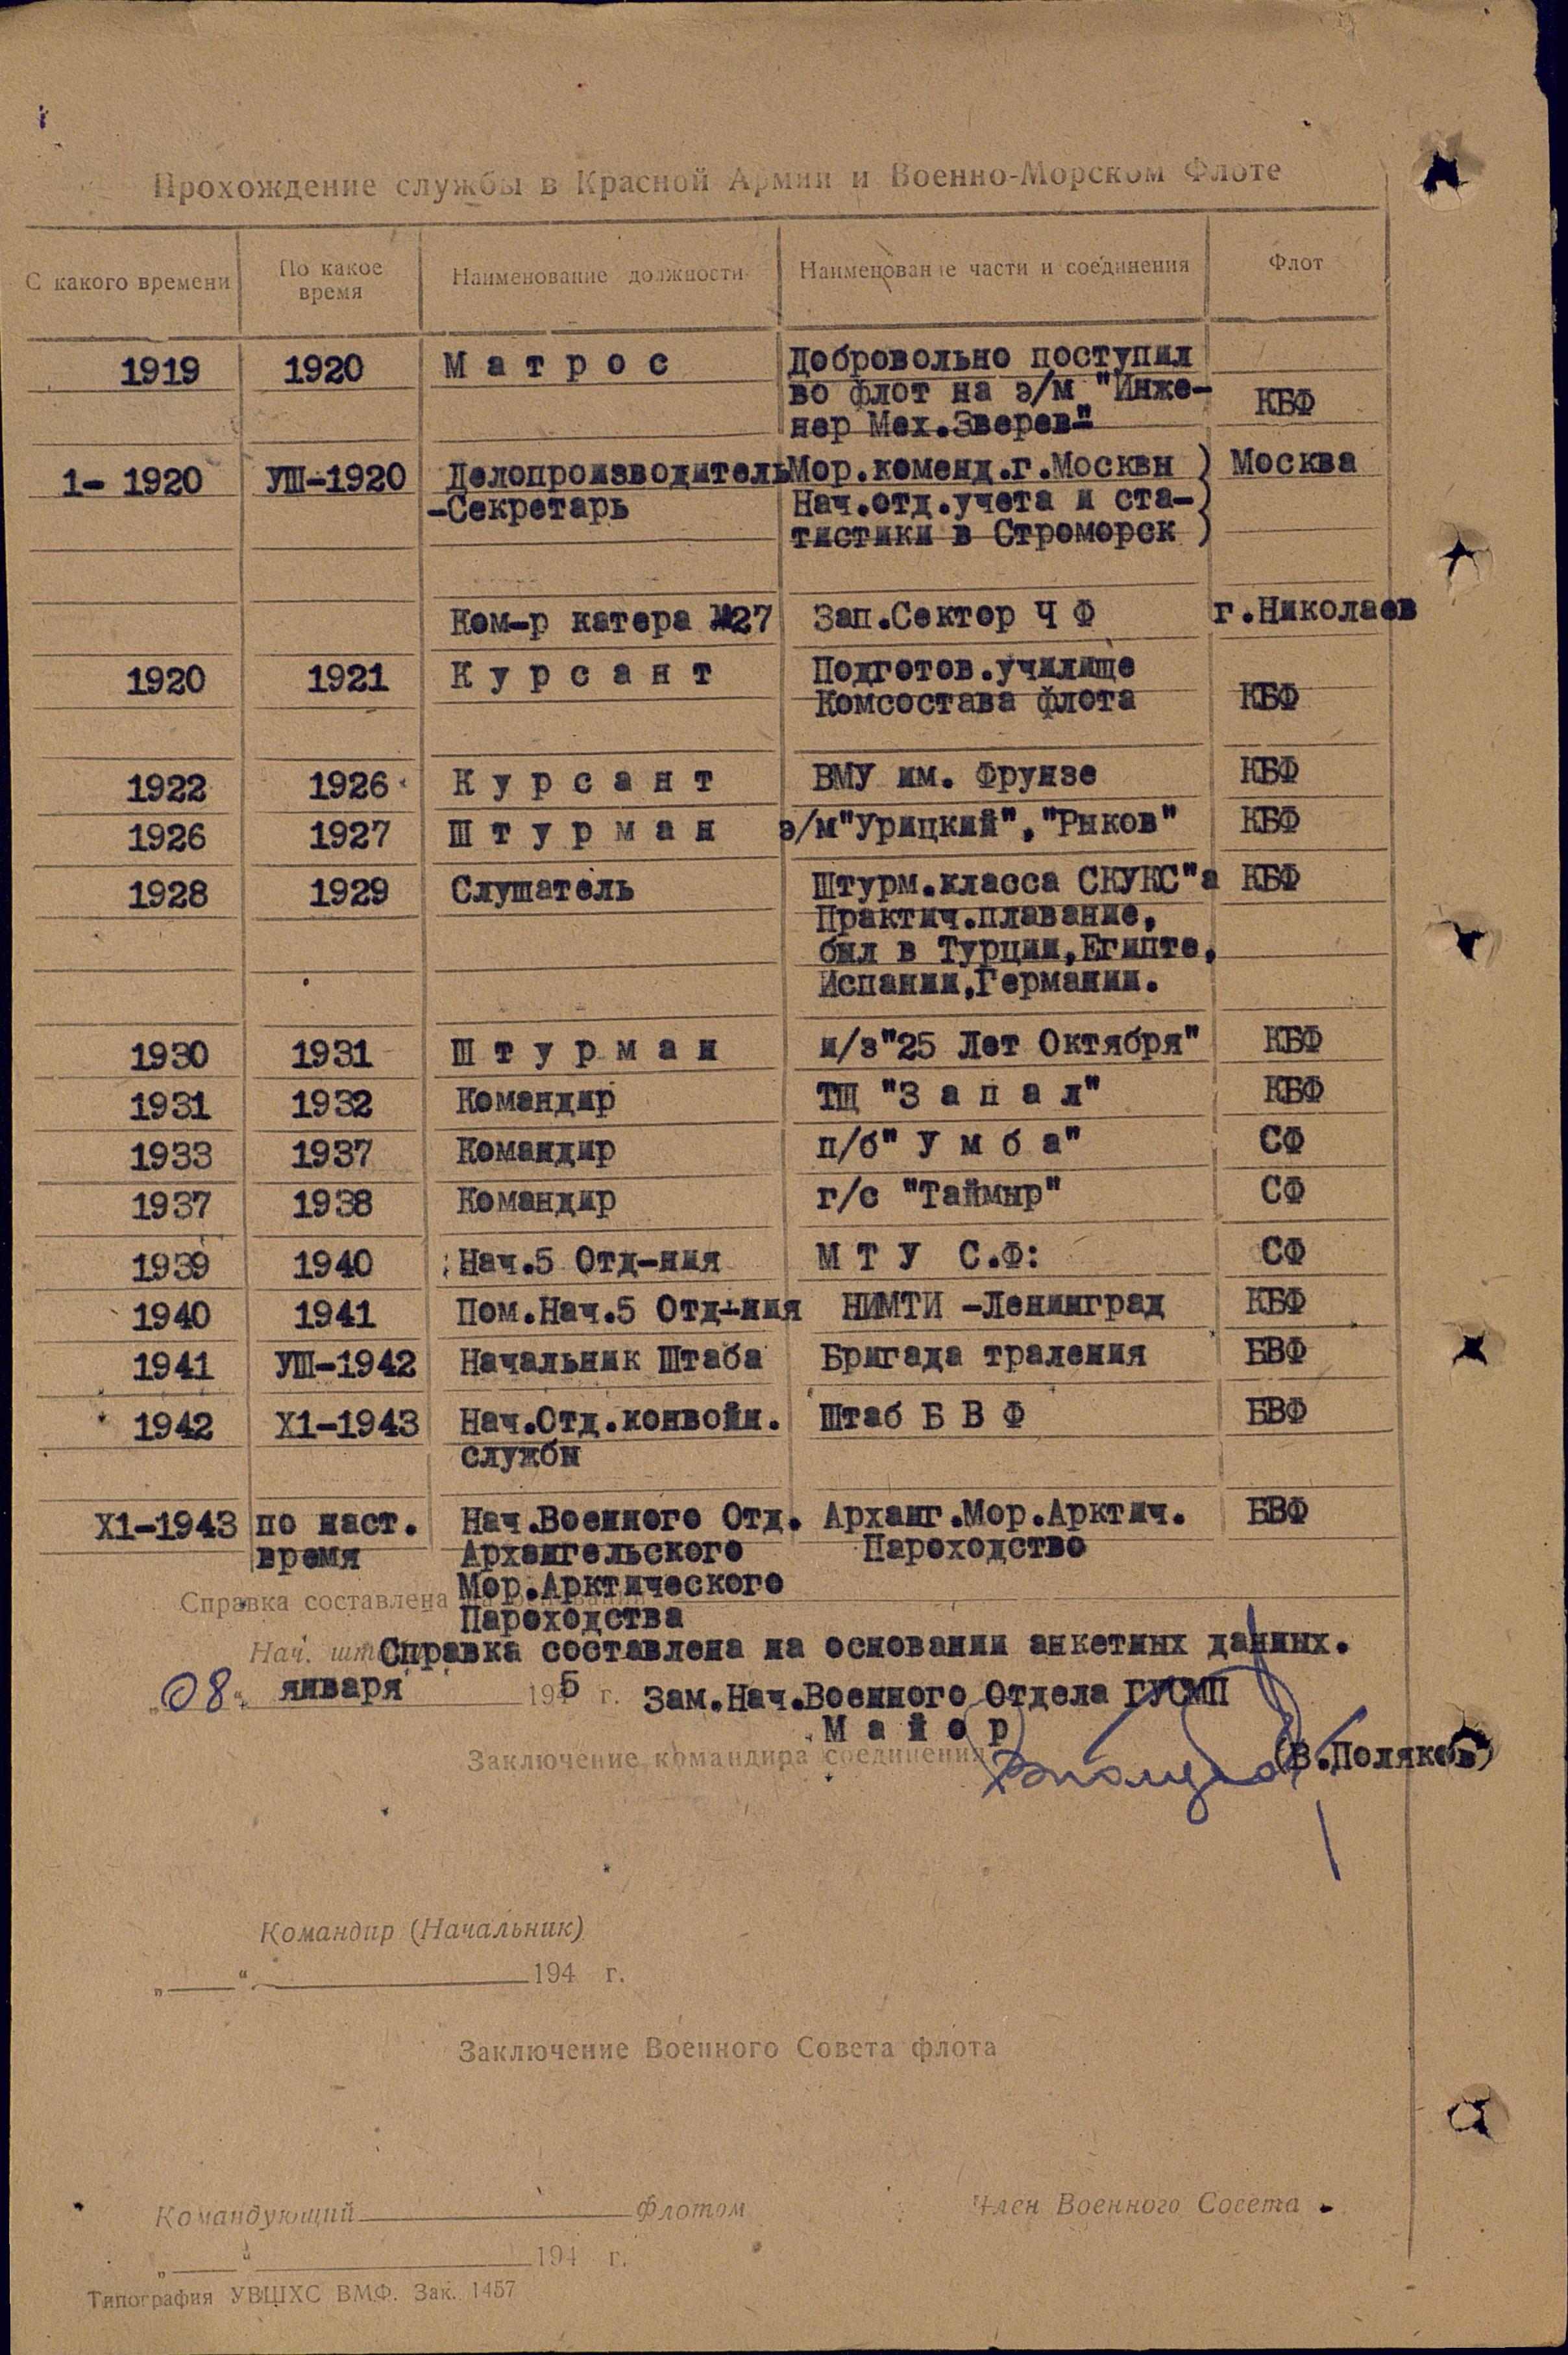 Прохождение службы в Красной Армии и Военно-Морском Флоте
С какого времени По какое время Наименование должности Наименование части и соединения Флот
1919 1920 М а т р о с Добровольно поступил
во флот на э/м "Инже-
нер Мех.Зверев" КБФ
1- 1920 УШ-1920 Делопроизводитель Мор.коменд.г.Москвы ) Москва
-Секретарь Нач.отд.учета и ста-)
тистики в Строморск )
Ком-р катера №27 Зап.Сектор Ч Ф г.Николаев
1920 1921 К у р с а н т Подготов.училище
Комсостава флота КБФ
1922 1926 К у р с а н т ВМУ им. Фрунзе КБФ
1926 1927 Ш т у р м а н э/м"Урицкий","Рыков" КБФ
1928 1929 Слушатель Штурм.класса СКУКС"а КБФ
Практич.плавание,
был в Турции,Египте,
Испании,Германии.
1930 1931 Ш т у р м а н и/з"25 Лет Октября" КБФ
1931 1932 Командир ТЩ "З а п а л" КБФ
1933 1937 Командир п/б" У м б а" СФ
1937 1938 Командир г/с "Таймыр" СФ
1939 1940 Нач.5 Отд-ния М Т У С.Ф: СФ
1940 1941 Пом.Нач.5 Отд-ния НИМТИ -Ленинград КБФ
1941 УШ-1942 Начальник Штаба Бригада траления БВФ
1942 Х1-1943 Нач.Отд.конвойн. Штаб Б В Ф БВФ
службы
Х1-1943 по наст. Нач.Военного Отд. Арханг.Мор.Арктич. БВФ
время Архангельского Пароходство
Мор.Арктического
Справка составлена
Пароходства
Нач. шт Справка составлена на основании анкетных данных.
„08" января 1945 г. Зам.Нач.Военного Отдела ГУСМП
М а й о р
Заключение командира соединения (В.Поляков)
Командир (Начальник)
„ " 194 г.
Заключение Военного Совета флота
Командующий Флотом Член Военного Совета
„ " 194 г.
Типография УВШХС ВМФ. Зак. 1457